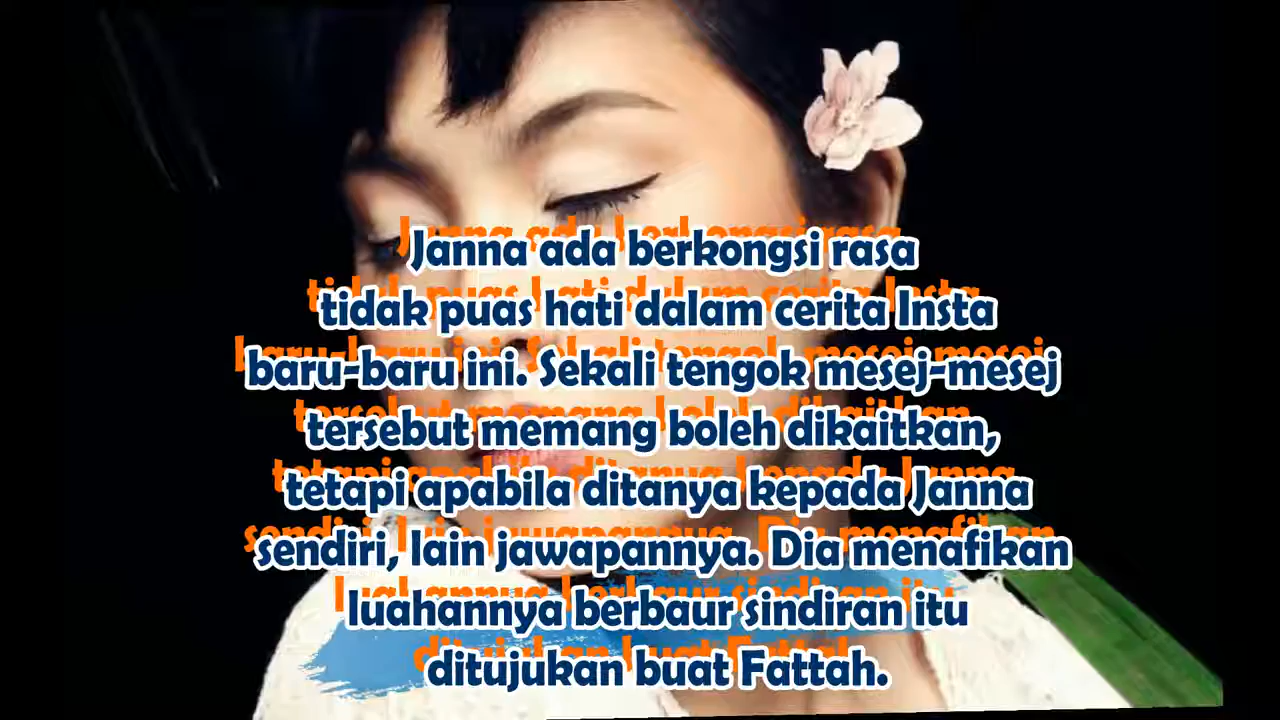 Janna ada berkongsi rasa
tidak puas hati dalam cerita Insta
baru-baru ini. Sekali tengok mesej-mesej
tersebut memang boleh dikaitkan,
tetapi apabila ditanya kepada Janna
sendiri, lain jawapannya. Dia menafikan
luahannya berbaur sindiran itu
ditujukan buat Fattah.